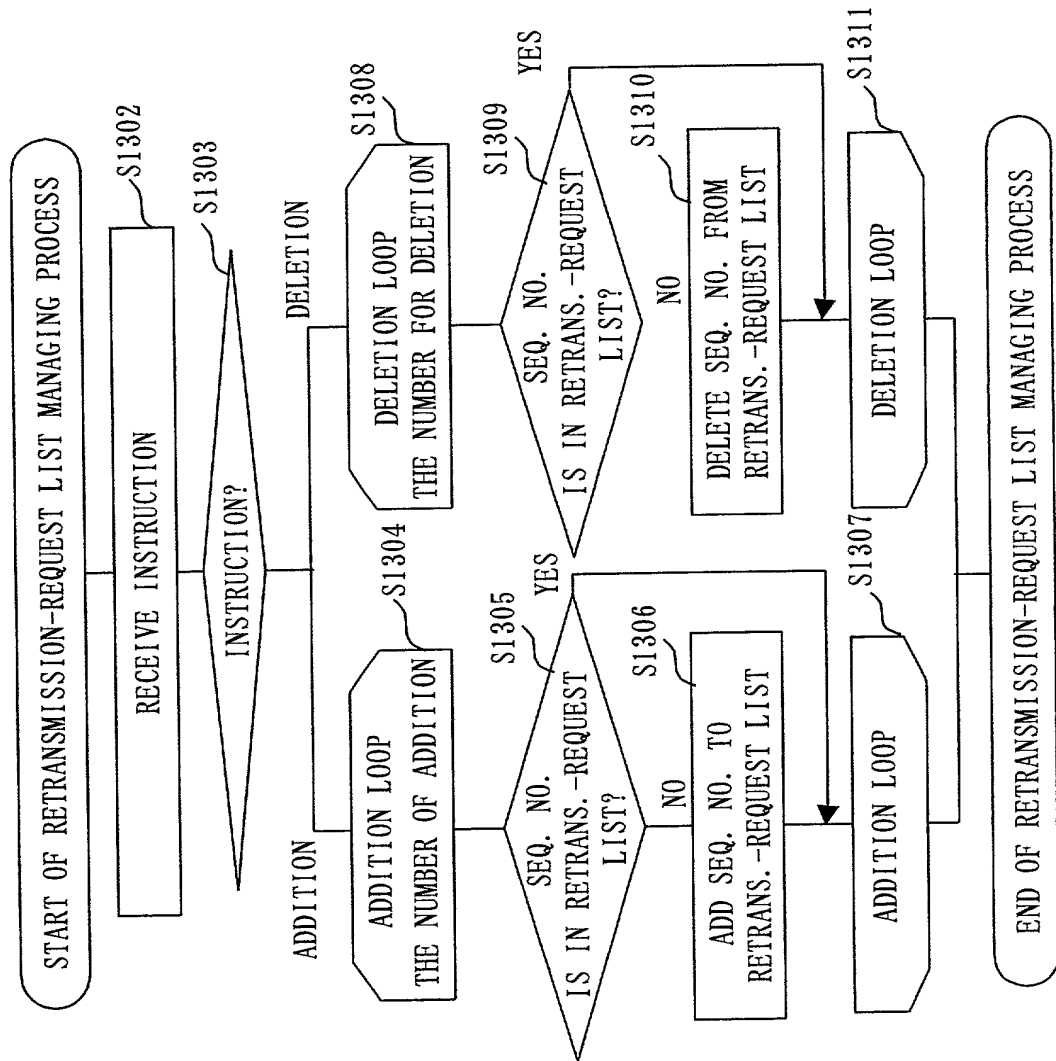 START OF RETRANSMISSION-REQUEST LIST MANAGING PROCESS
S1302
RECEIVE INSTRUCTION
S1303
INSTRUCTION?
ADDITION
DELETION
S1304
ADDITION LOOP
THE NUMBER OF ADDITION
S1305
SEQ. NO.
IS IN RETRANS.-REQUEST
LIST?
YES
NO
S1306
ADD SEQ. NO. TO
RETRANS.-REQUEST LIST
S1307
ADDITION LOOP
S1308
DELETION LOOP
THE NUMBER FOR DELETION
S1309
SEQ. NO.
IS IN RETRANS.-REQUEST
LIST?
YES
NO
S1310
DELETE SEQ. NO. FROM
RETRANS.-REQUEST LIST
S1311
DELETION LOOP
END OF RETRANSMISSION-REQUEST LIST MANAGING PROCESS